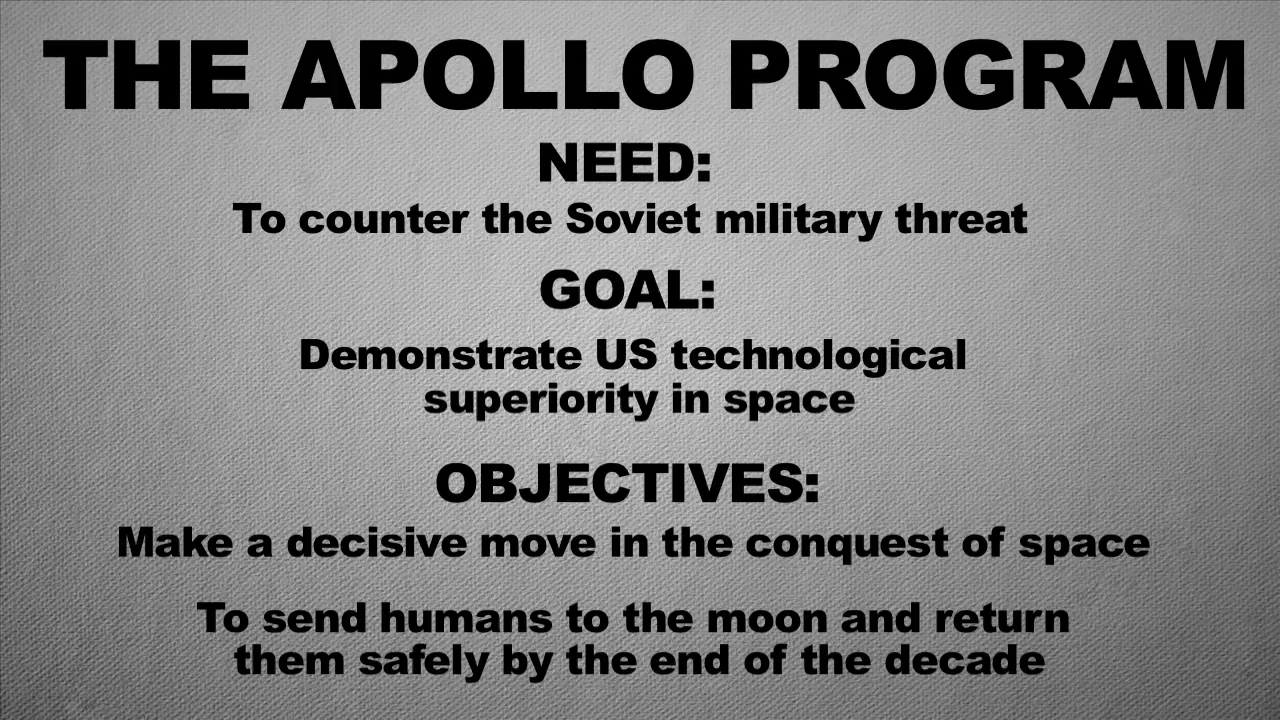 THE APOLLO PROGRAM
NEED:
To counter the Soviet military threat
GOAL:
Demonstrate US technological
superiority in space
OBJECTIVES:
Make a decisive move in the conquest of space
To send humans to the moon and return
them safely by the end of the decade